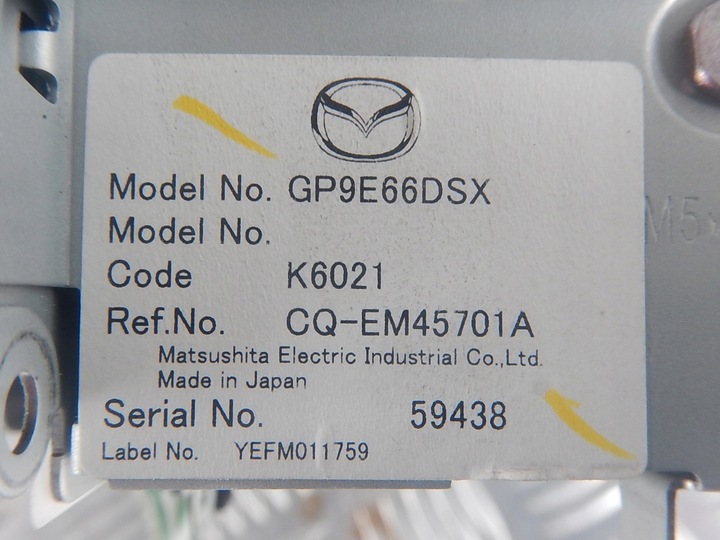 Model No. GP9E66DSX
Model No.
Code K6021
Ref.No. CQ-EM45701A
Matsushita Electric Industrial Co.,Ltd.
Made in Japan
Serial No. 59438
Label No. YEFM011759
M5